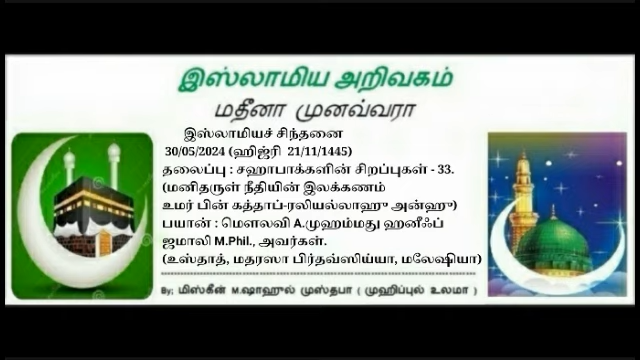 இஸ்லாமிய அறிவகம்
மதீனா முனவ்வரா
இஸ்லாமியச் சிந்தனை
30/05/2024 (ஹிஜ்ரி 21/11/1445)
தலைப்பு : சஹாபாக்களின் சிறப்புகள் - 33.
(மனிதருள் நீதியின் இலக்கணம்
உமர் பின் கத்தாப்-ரலியல்லாஹு அன்ஹு)
பயான் : மௌலவி A.முஹம்மது ஹனீஃப்
ஜமாலி M.Phil., அவர்கள்.
(உஸ்தாத், மதரஸா பிர்தவ்ஸிய்யா, மலேஷியா)
By; மிஸ்கீன் M.ஷாஹுல் முஸ்தபா ( முஹிப்புல் உலமா )